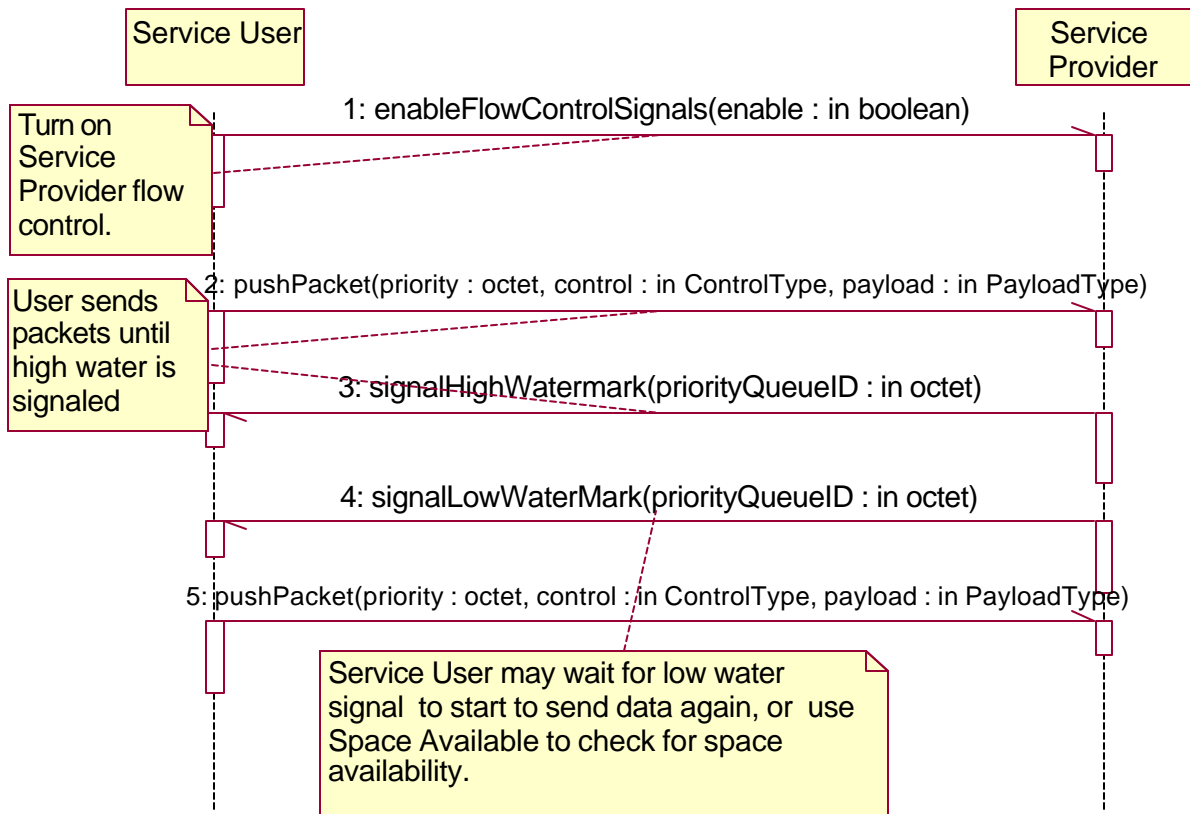 Service User
Service
Provider
1: enableFlowControlSignals(enable : in boolean)
Turn on
Service
Provider flow
control.
2: pushPacket(priority : octet, control : in ControlType, payload : in PayloadType)
User sends
packets until
high water is
signaled
3: signalHighWatermark(priorityQueueID : in octet)
4: signalLowWaterMark(priorityQueueID : in octet)
5: pushPacket(priority : octet, control : in ControlType, payload : in PayloadType)
Service User may wait for low water
signal to start to send data again, or use
Space Available to check for space
availability.